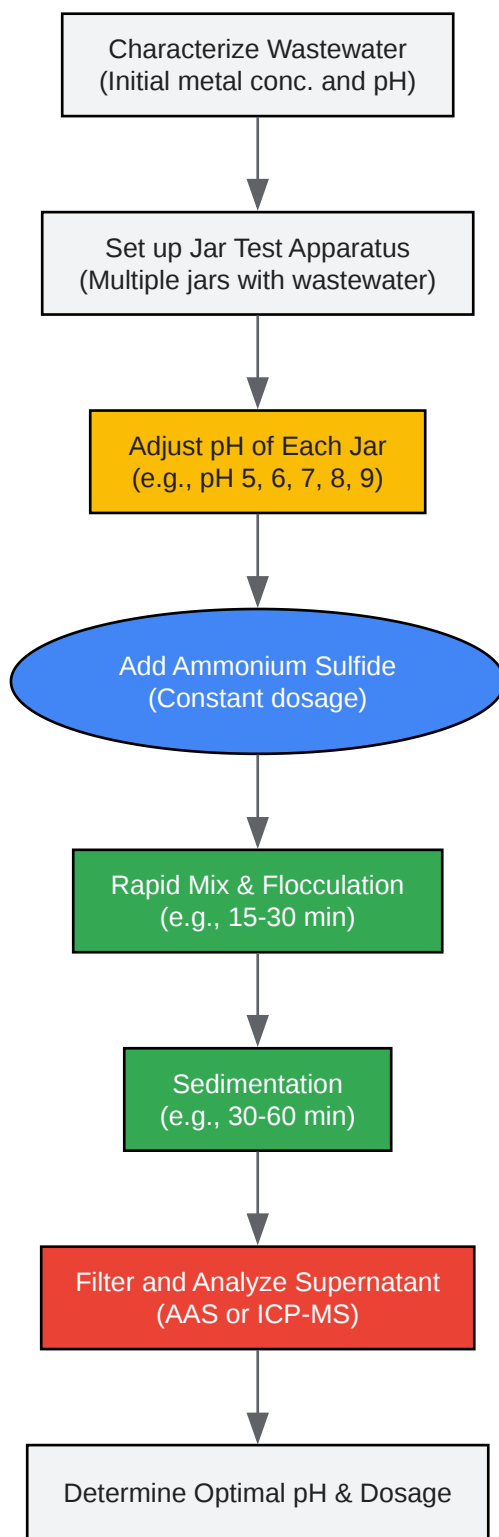 Characterize Wastewater
(Initial metal conc. and pH)
Set up Jar Test Apparatus
(Multiple jars with wastewater)
Adjust pH of Each Jar
(e.g., pH 5, 6, 7, 8, 9)
Add Ammonium Sulfide
(Constant dosage)
Rapid Mix & Flocculation
(e.g., 15-30 min)
Sedimentation
(e.g., 30-60 min)
Filter and Analyze Supernatant
(AAS or ICP-MS)
Determine Optimal pH & Dosage